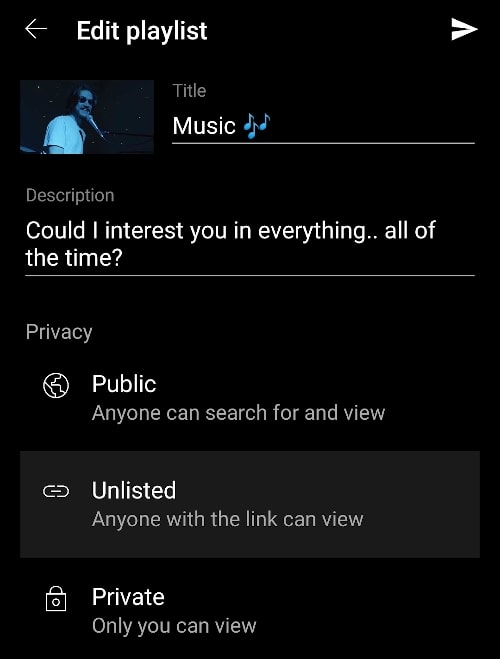 Edit playlist
Title
Music 🎶
Description
Could I interest you in everything.. all of
the time?
Privacy
Public
Anyone can search for and view
Unlisted
Anyone with the link can view
Private
Only you can view